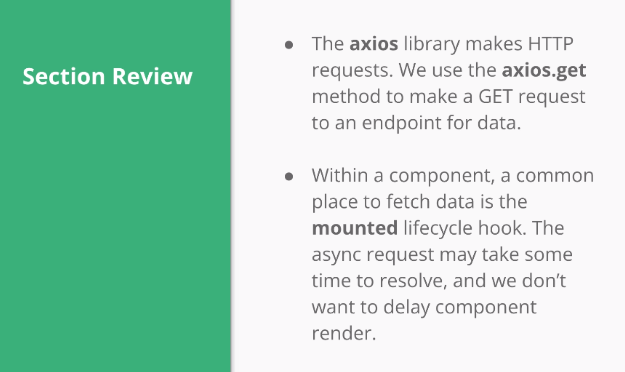 Section Review
● The axios library makes HTTP
requests. We use the axios.get
method to make a GET request
to an endpoint for data.
● Within a component, a common
place to fetch data is the
mounted lifecycle hook. The
async request may take some
time to resolve, and we don’t
want to delay component
render.